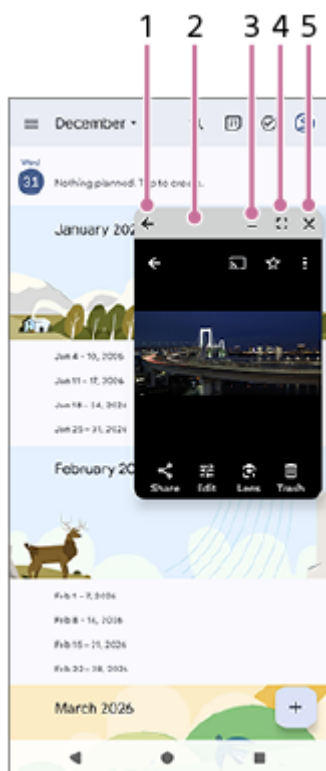 1 2 3 4 5
December
31
Wed
31
Nothing planned. Tap to create.
January 202
Jan 4 – 10, 2026
Jan 11 – 17, 2026
Jan 18 – 24, 2026
Jan 25 – 31, 2026
Share Edit Lens Trash
February 20
Feb 1 – 7, 2026
Feb 8 – 14, 2026
Feb 15 – 21, 2026
Feb 22 – 28, 2026
March 2026